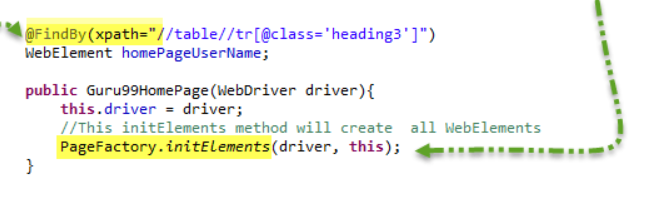 @FindBy(xpath="//table//tr[@class='heading3']")
WebElement homePageUserName;
public Guru99HomePage(WebDriver driver){
this.driver = driver;
//This initElements method will create  all WebElements
PageFactory.initElements(driver, this);
}